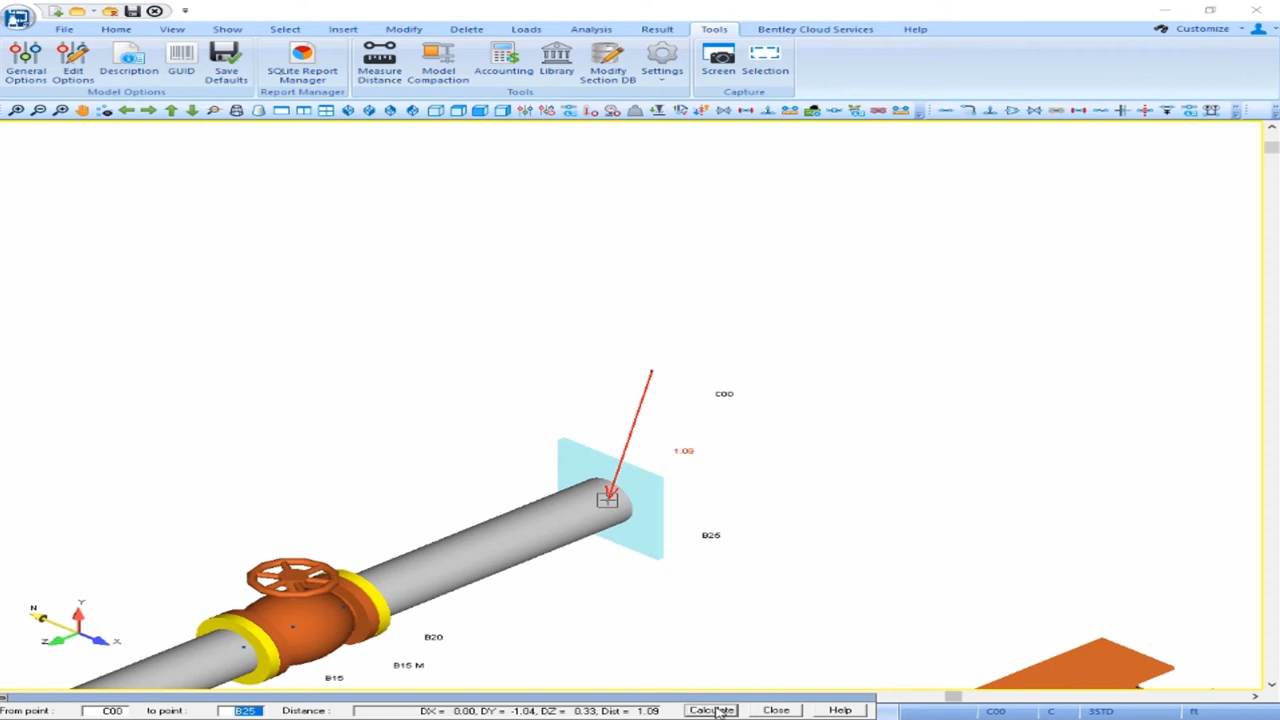 File Home View Show Select Insert Modify Delete Loads Analysis Result Tools Bentley Cloud Services Help Customize
General Options Edit Options Description GUID Save Defaults SQLite Report Manager Measure Distance Model Compaction Accounting Library Modify Section DB Settings Screen Selection
Model Options Report Manager Tools Capture
C00
1.09
B25
N Y Z X
B20
B15 M
B15
From point : C00 to point : B25 Distance : DX = 0.00, DY = -1.04, DZ = 0.33, Dist = 1.09 Calculate Close Help C00 C 3STD ft